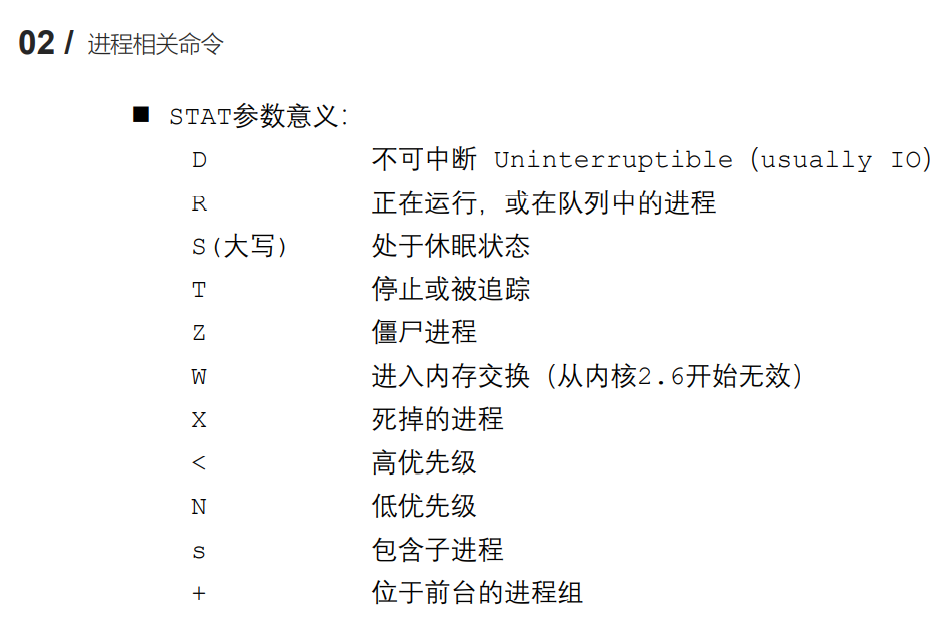 02 / 进程相关命令
■ STAT参数意义:
D 不可中断 Uninterruptible（usually IO）
R 正在运行，或在队列中的进程
S(大写) 处于休眠状态
T 停止或被追踪
Z 僵尸进程
W 进入内存交换（从内核2.6开始无效）
X 死掉的进程
< 高优先级
N 低优先级
s 包含子进程
+ 位于前台的进程组